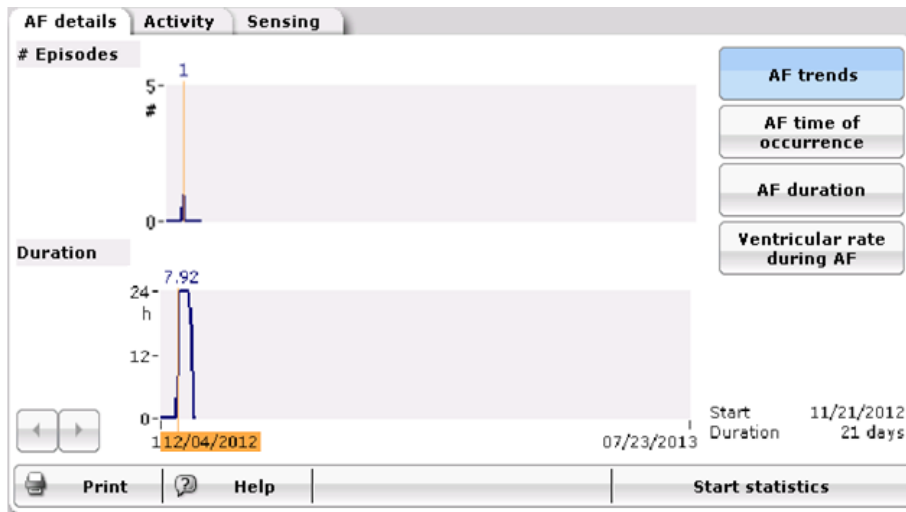 AF details Activity Sensing
# Episodes
1
5
#
0
AF trends
AF time of
occurrence
AF duration
Ventricular rate
during AF
Duration
7.92
24
h
12
0
1 12/04/2012
07/23/2013
Start 11/21/2012
Duration 21 days
Print Help Start statistics